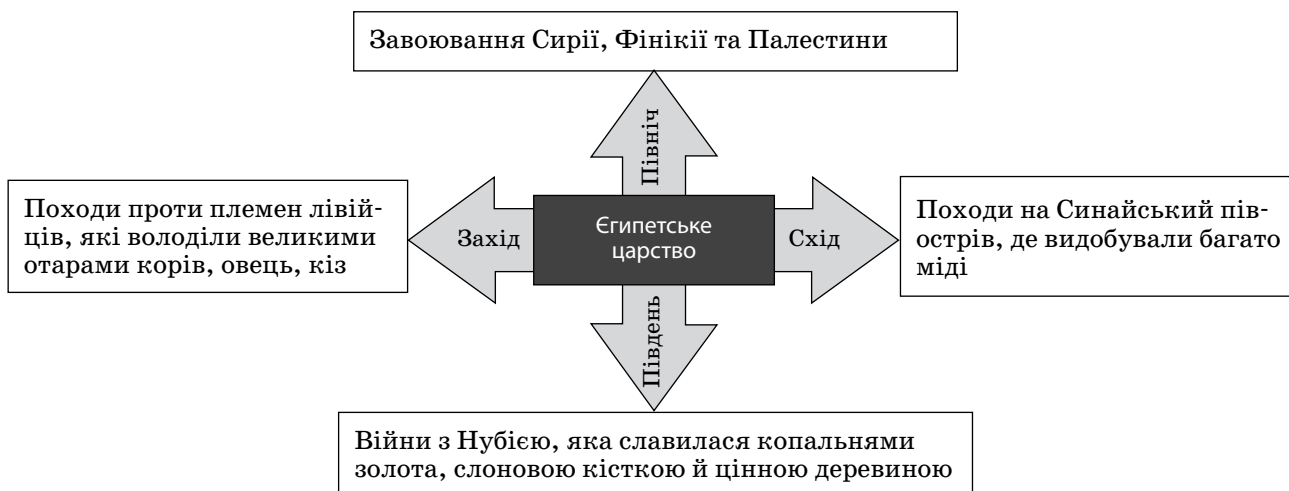 Завоювання Сирії, Фінікії та Палестини
Північ
Походи проти племен лівій-
ців, які володіли великими
отарами корів, овець, кіз
Захід
Єгипетське
царство
Схід
Походи на Синайський пів-
острів, де видобували багато
міді
Південь
Війни з Нубією, яка славилася копальнями
золота, слоновою кісткою й цінною деревиною